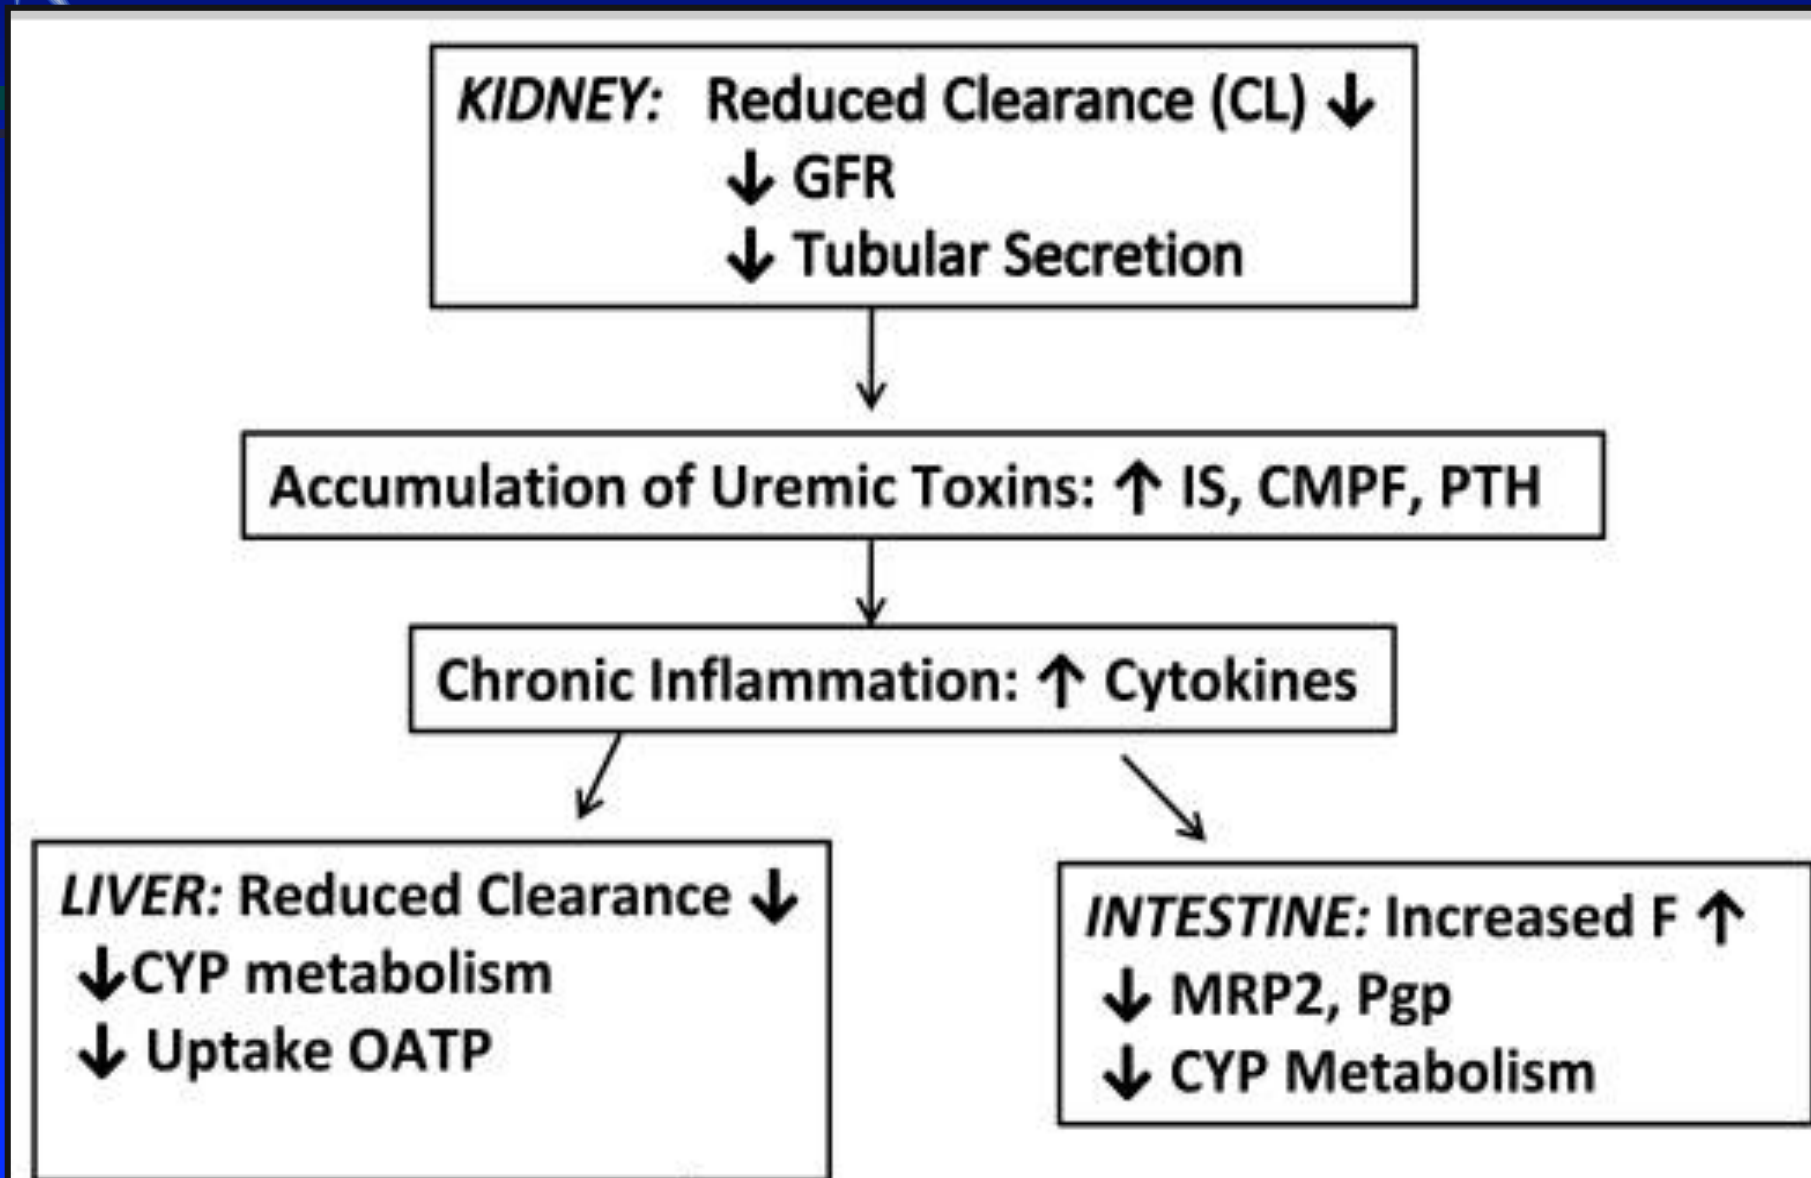 KIDNEY: Reduced Clearance (CL) ↓
↓ GFR
↓ Tubular Secretion
Accumulation of Uremic Toxins: ↑ IS, CMPF, PTH
Chronic Inflammation: ↑ Cytokines
LIVER: Reduced Clearance ↓
↓CYP metabolism
↓ Uptake OATP
INTESTINE: Increased F ↑
↓ MRP2, Pgp
↓ CYP Metabolism